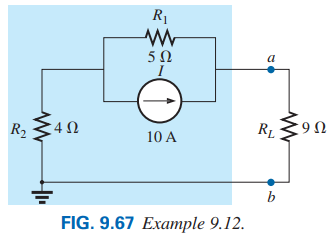 R1
5 Ω
I
10 A
R2
4 Ω
a
RL
9 Ω
b
FIG. 9.67 Example 9.12.